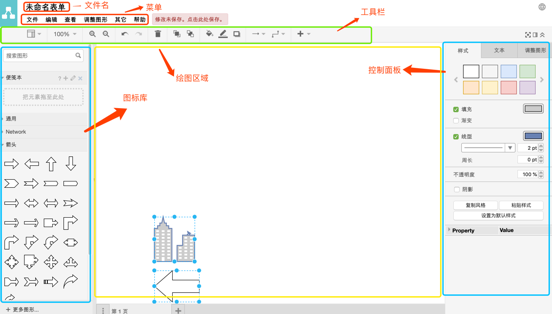 未命名表单 文件名
文件 编辑 查看 调整图形 其它 帮助 菜单 修改未保存。点击此处保存。
工具栏
100%
搜索图形
便笺本
把元素拖至此处
通用
Network
箭头
更多图形...
图标库
绘图区域
控制面板
第 1 页
样式 文本 调整图形
填充
渐变
线条
2 pt
周长 0 pt
不透明度 100 %
阴影
复制风格 粘贴样式
设置为默认样式
Property Value